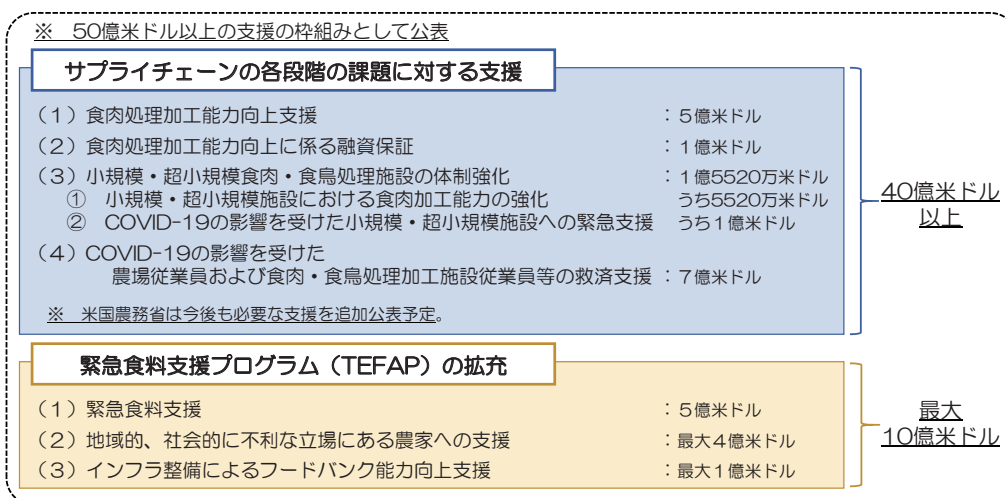 ※ 50億米ドル以上の支援の枠組みとして公表
サプライチェーンの各段階の課題に対する支援
（１）食肉処理加工能力向上支援 ：５億米ドル
（２）食肉処理加工能力向上に係る融資保証 ：１億米ドル
（３）小規模・超小規模食肉・食鳥処理施設の体制強化 ：１億5520万米ドル
① 小規模・超小規模施設における食肉加工能力の強化 うち5520万米ドル
② COVID-19の影響を受けた小規模・超小規模施設への緊急支援 うち１億米ドル
（４）COVID-19の影響を受けた
農場従業員および食肉・食鳥処理加工施設従業員等の救済支援 ：７億米ドル
※ 米国農務省は今後も必要な支援を追加公表予定。
40億米ドル
以上
緊急食料支援プログラム（TEFAP）の拡充
（１）緊急食料支援 ：５億米ドル
（２）地域的、社会的に不利な立場にある農家への支援 ：最大４億米ドル
（３）インフラ整備によるフードバンク能力向上支援 ：最大１億米ドル
最大
10億米ドル